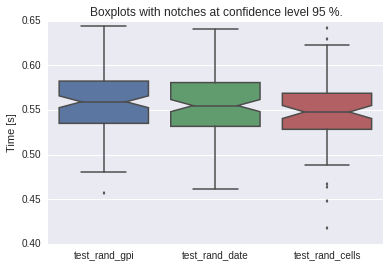 Boxplots with notches at confidence level 95 %.
Time [s]
0.65
0.60
0.55
0.50
0.45
0.40
test_rand_gpi
test_rand_date
test_rand_cells